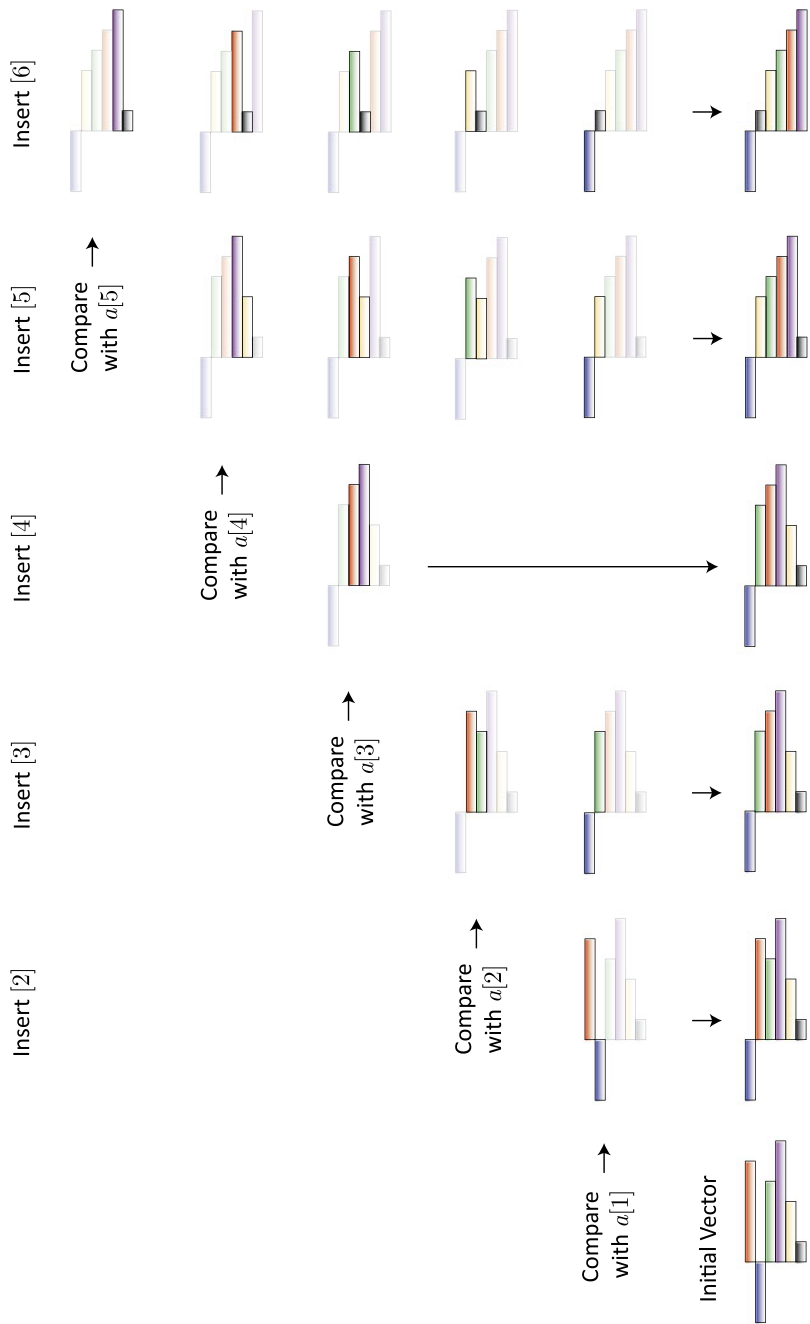 Insert [6]
Insert [5]
Insert [4]
Insert [3]
Insert [2]
Compare
with a[5]
Compare
with a[4]
Compare
with a[3]
Compare
with a[2]
Compare
with a[1]
Initial Vector